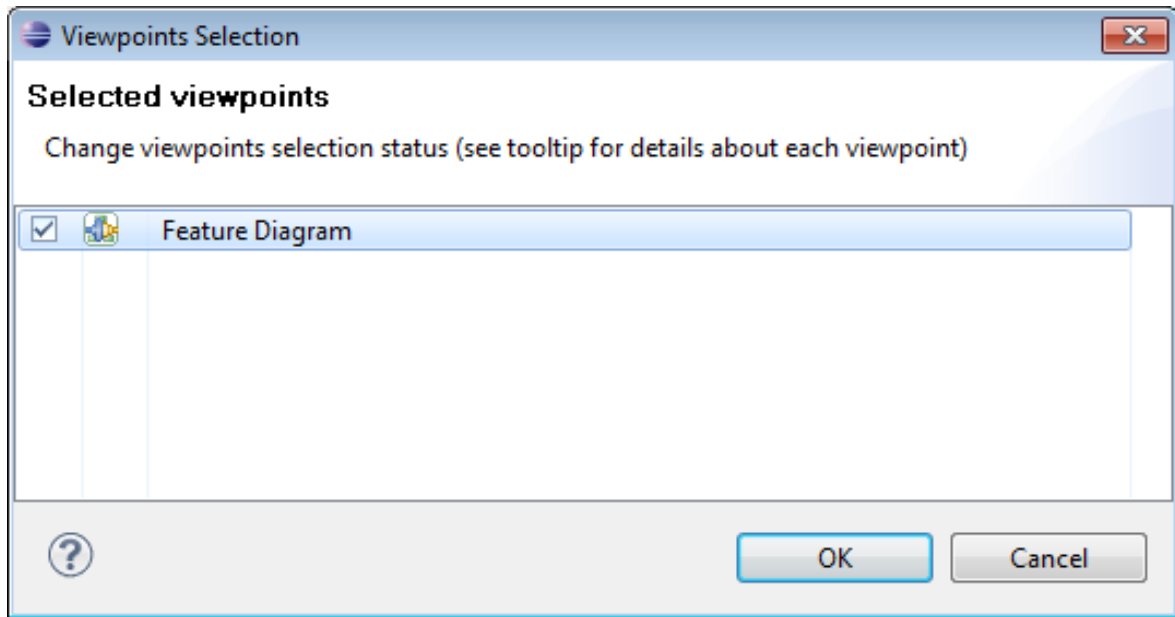 Viewpoints Selection
Selected viewpoints
Change viewpoints selection status (see tooltip for details about each viewpoint)
Feature Diagram
?
OK
Cancel